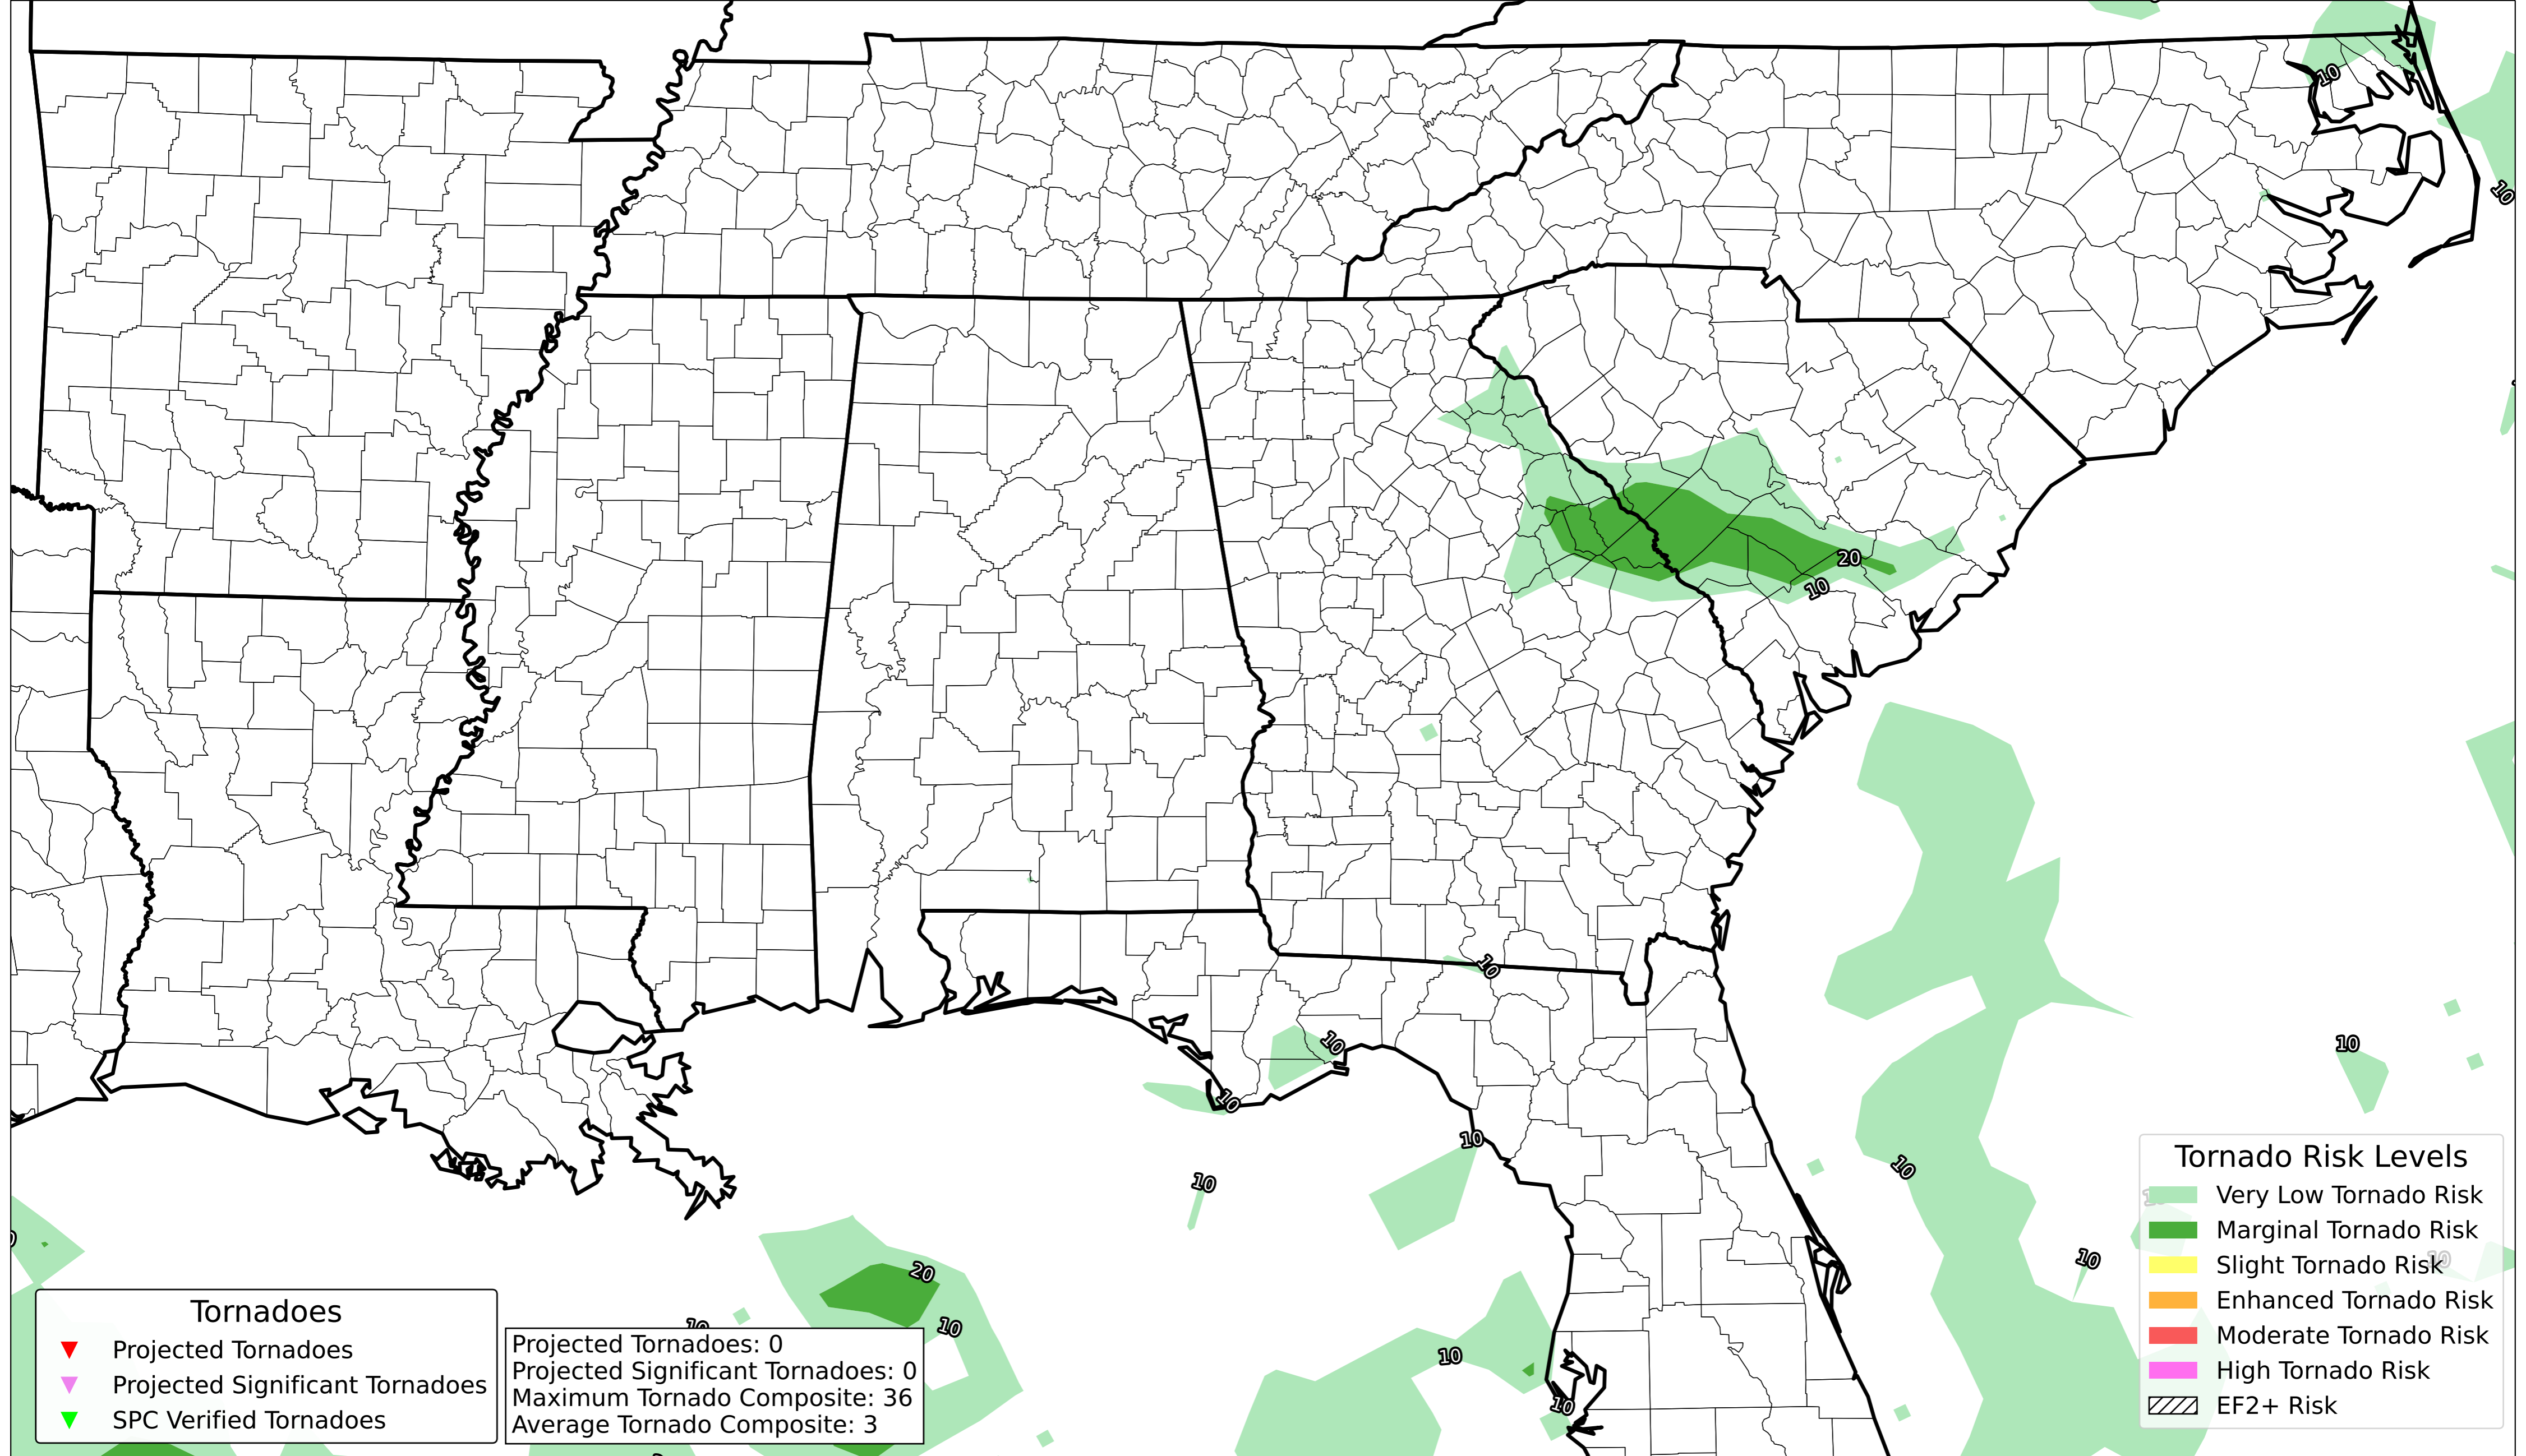 10
10
20
10
10
10
10
10
10
10
10
10
10
20
10
10
10
Tornadoes
Projected Tornadoes
Projected Significant Tornadoes
SPC Verified Tornadoes
Projected Tornadoes: 0
Projected Significant Tornadoes: 0
Maximum Tornado Composite: 36
Average Tornado Composite: 3
Tornado Risk Levels
Very Low Tornado Risk
Marginal Tornado Risk
Slight Tornado Risk
Enhanced Tornado Risk
Moderate Tornado Risk
High Tornado Risk
EF2+ Risk